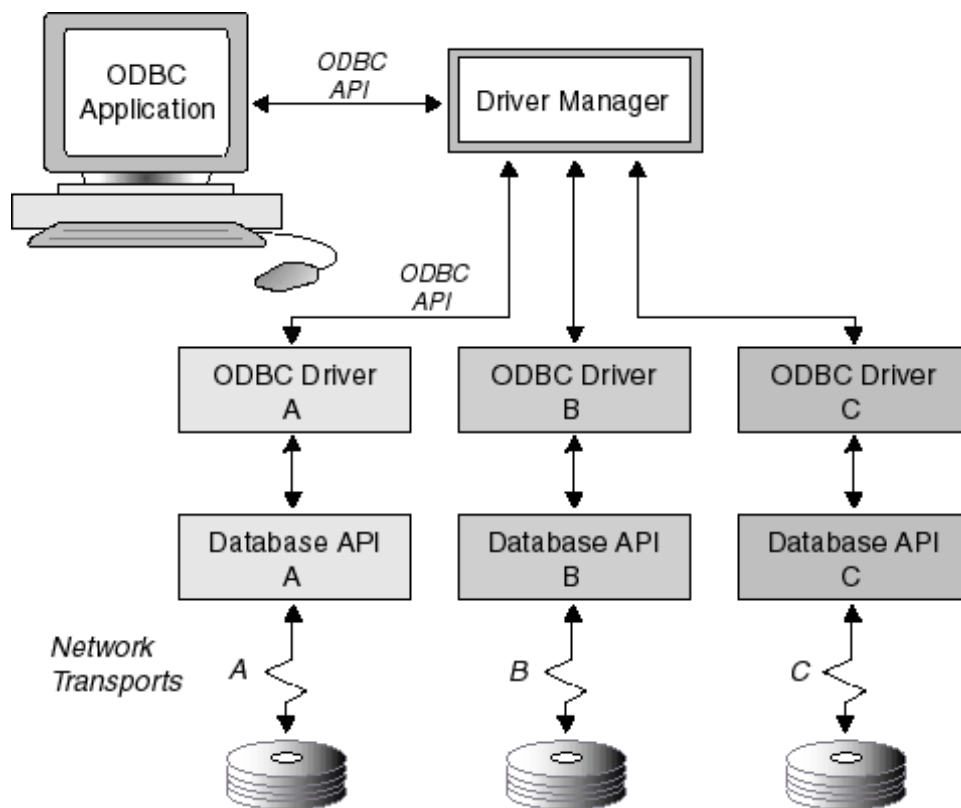 ODBC
Application
ODBC
API
Driver Manager
ODBC
API
ODBC Driver
A
ODBC Driver
B
ODBC Driver
C
Database API
A
Database API
B
Database API
C
Network
Transports
A
B
C